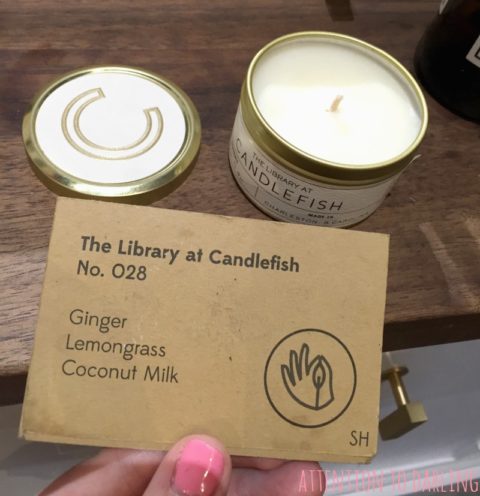 THE LIBRARY AT
CANDLEFISH
MADE IN
The Library at Candlefish
No. 028
Ginger
Lemongrass
Coconut Milk
SH
ATTENTION TO DARLING